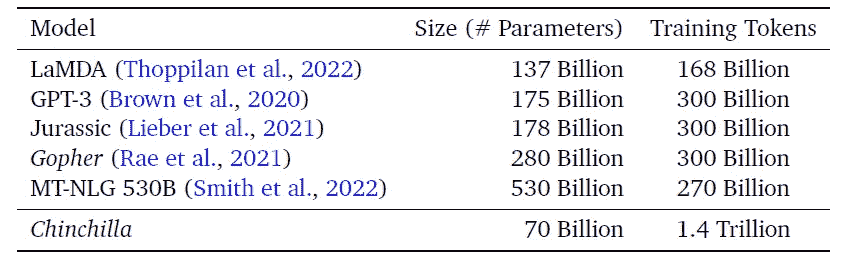 Model Size (# Parameters) Training Tokens
LaMDA (Thoppilan et al., 2022) 137 Billion 168 Billion
GPT-3 (Brown et al., 2020) 175 Billion 300 Billion
Jurassic (Lieber et al., 2021) 178 Billion 300 Billion
Gopher (Rae et al., 2021) 280 Billion 300 Billion
MT-NLG 530B (Smith et al., 2022) 530 Billion 270 Billion
Chinchilla 70 Billion 1.4 Trillion